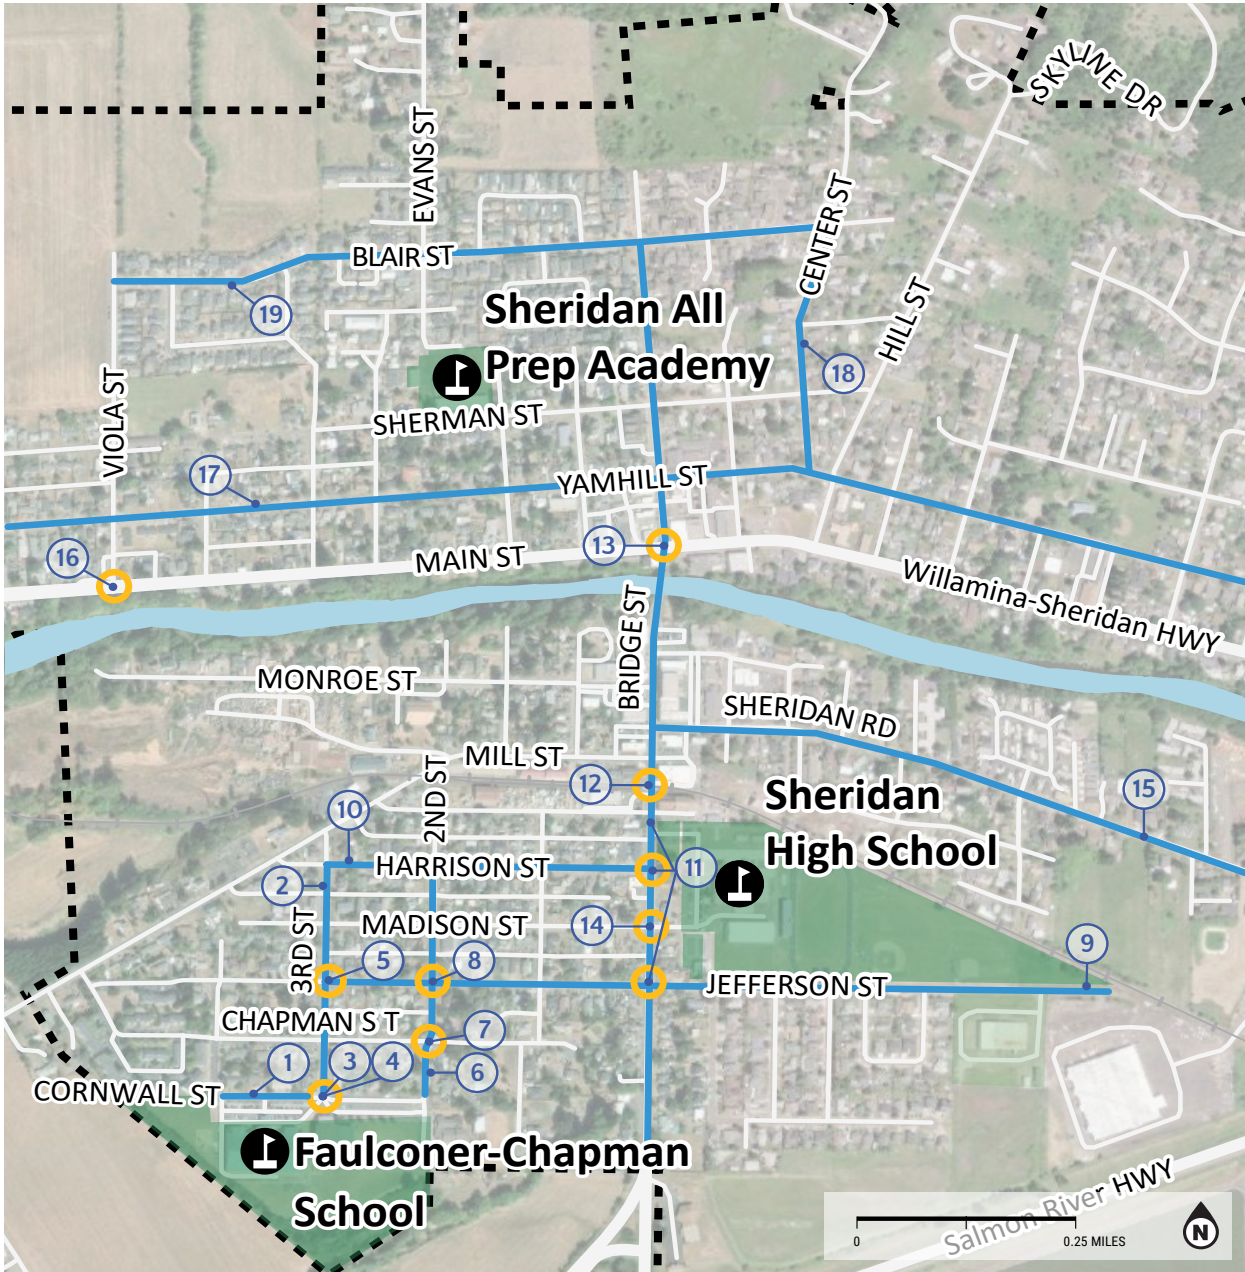 SKYLINE DR
EVANS ST
CENTER ST
BLAIR ST
HILL ST
19
Sheridan All
Prep Academy
18
VIOLA ST
SHERMAN ST
17
YAMHILL ST
16
13
MAIN ST
Willamina-Sheridan HWY
BRIDGE ST
MONROE ST
SHERIDAN RD
MILL ST
2ND ST
12
Sheridan
High School
15
10
HARRISON ST
11
2
3RD ST
MADISON ST
14
5
8
9
JEFFERSON ST
CHAPMAN S T
7
1
3
4
6
CORNWALL ST
Faulconer-Chapman
School
Salmon River HWY
0
0.25 MILES
N